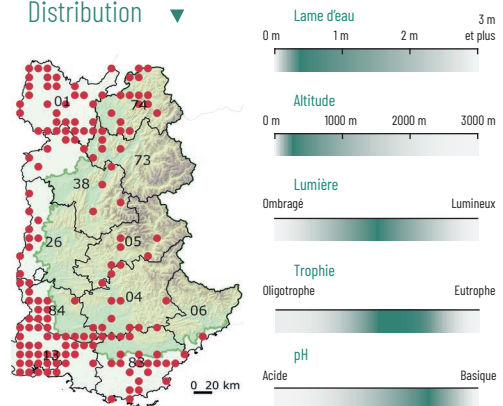 Distribution ▼
01
74
73
38
26
05
04
84
06
13
83
0 20 km
Lame d'eau
0 m 1 m 2 m 3 m et plus
Altitude
0 m 1000 m 2000 m 3000 m
Lumière
Ombragé Lumineux
Trophie
Oligotrophe Eutrophe
pH
Acide Basique